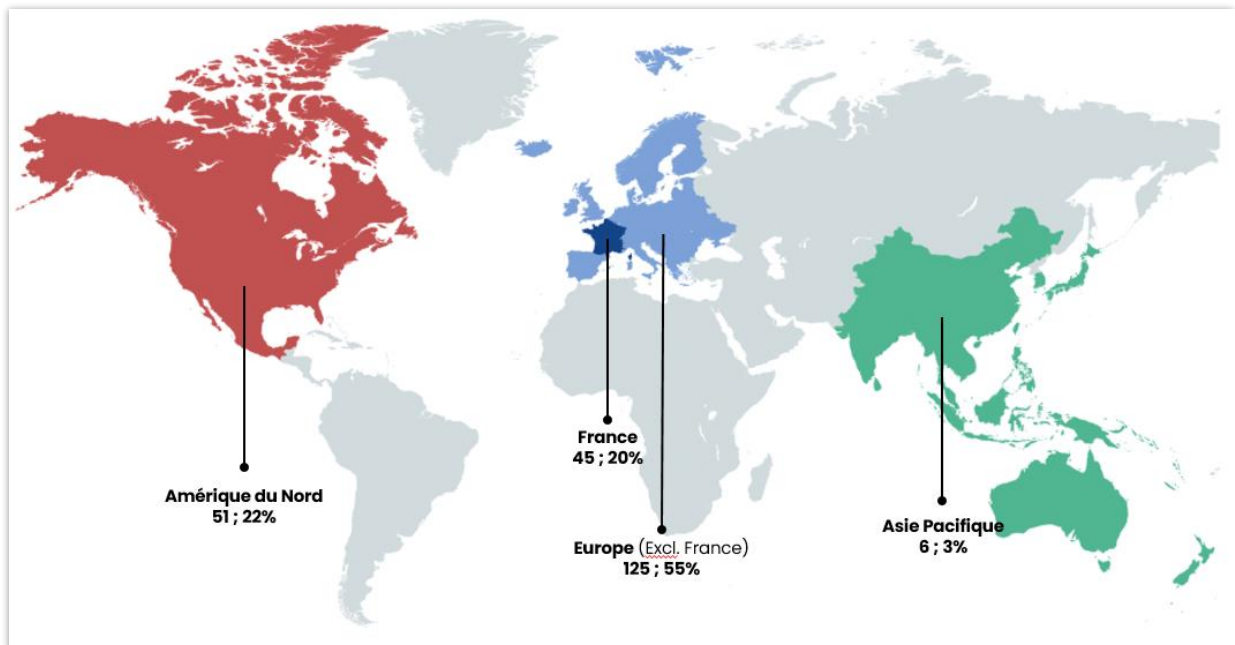 France
45 ; 20%
Amérique du Nord
51 ; 22%
Asie Pacifique
6 ; 3%
Europe (Excl. France)
125 ; 55%